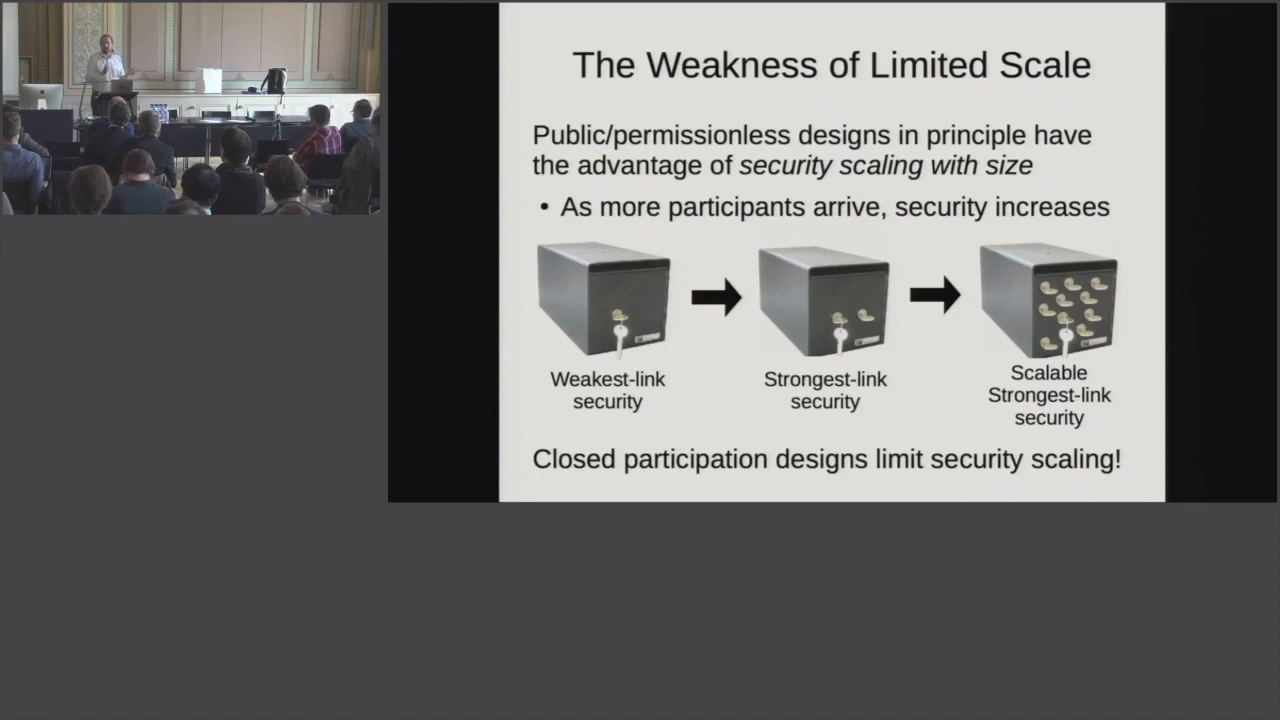 The Weakness of Limited Scale
Public/permissionless designs in principle have
the advantage of security scaling with size
• As more participants arrive, security increases
Weakest-link
security
Strongest-link
security
Scalable
Strongest-link
security
Closed participation designs limit security scaling!